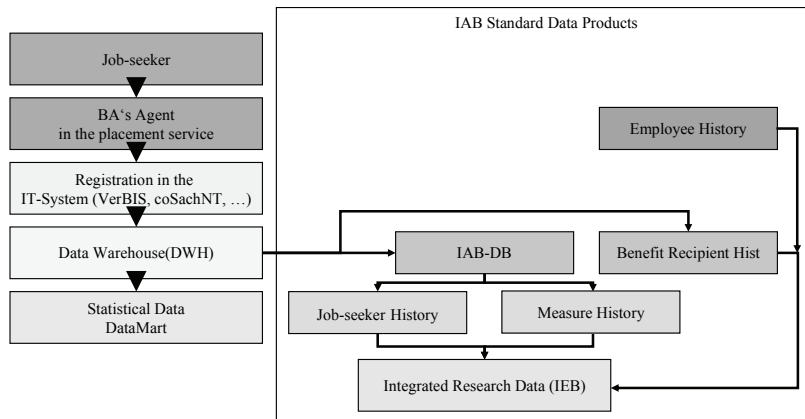 IAB Standard Data Products
Job-seeker
BA‘s Agent
in the placement service
Employee History
Registration in the
IT-System (VerBIS, coSachNT, …)
Data Warehouse(DWH)
IAB-DB
Benefit Recipient Hist
Statistical Data
DataMart
Job-seeker History
Measure History
Integrated Research Data (IEB)